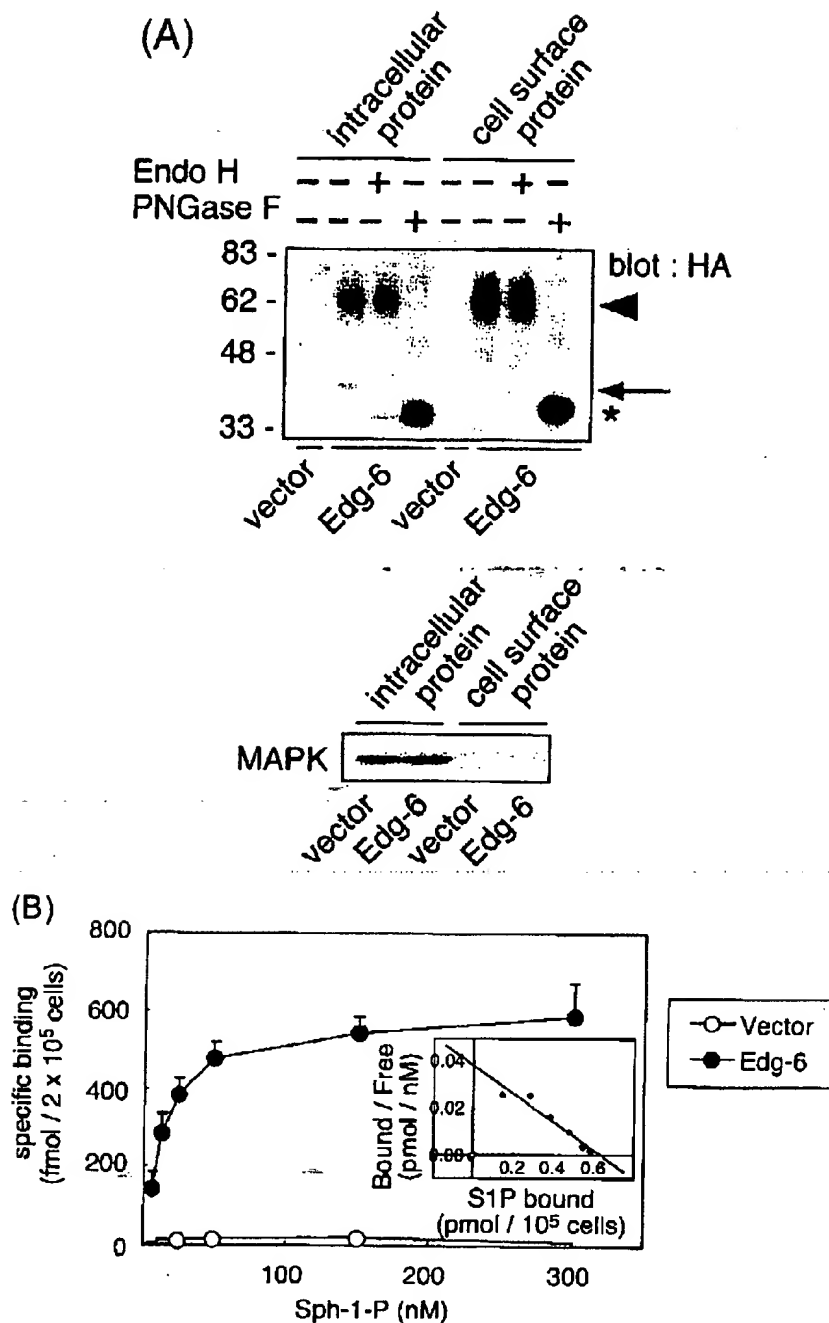 (A)
intracellular
protein
cell surface
protein
Endo H - - + - - - + -
PNGase F - - - + - - - +
83 -
62 -
48 -
33 -
blot : HA
*
vector
Edg-6
vector
Edg-6
intracellular
protein
cell surface
protein
MAPK
vector
Edg-6
vector
Edg-6
(B)
specific binding
(fmol / 2 x 10⁵ cells)
800
600
400
200
0
100
200
300
Sph-1-P (nM)
Vector
Edg-6
Bound / Free
(pmol / nM)
0.04
0.02
0.00
0.2 0.4 0.6
S1P bound
(pmol / 10⁵ cells)